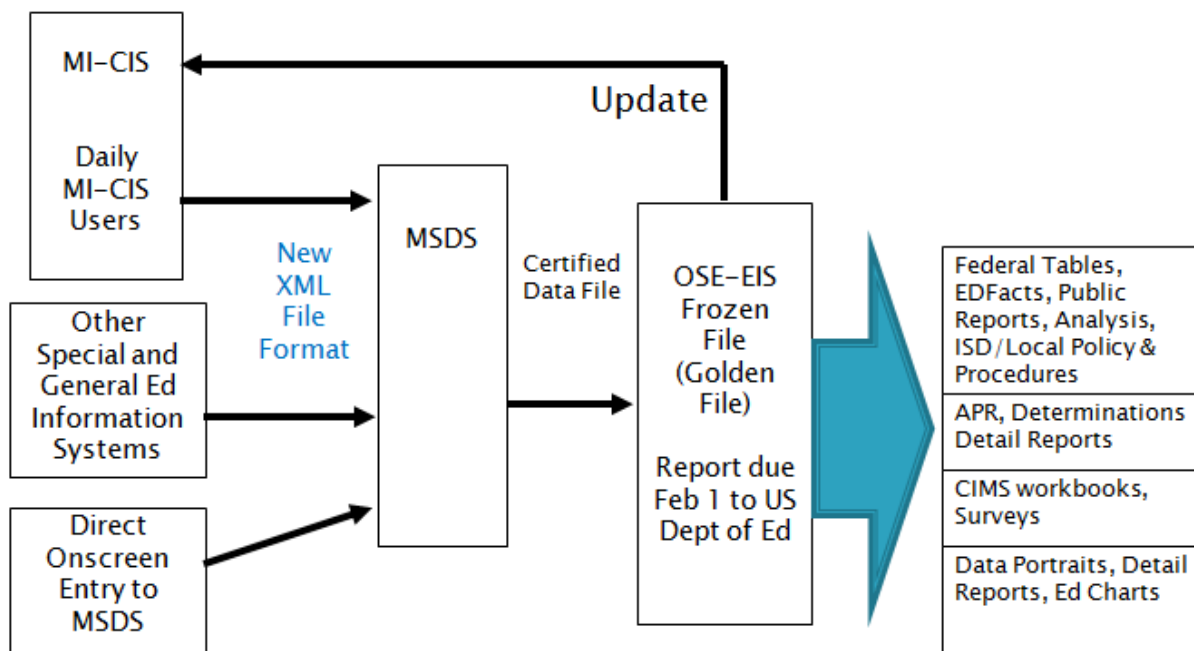 MI-CIS
Daily
MI-CIS
Users
Other
Special and
General Ed
Information
Systems
Direct
Onscreen
Entry to
MSDS
New
XML
File
Format
MSDS
Update
Certified
Data File
OSE-EIS
Frozen
File
(Golden
File)
Report due
Feb 1 to US
Dept of Ed
Federal Tables,
EDFacts, Public
Reports, Analysis,
ISD/Local Policy &
Procedures
APR, Determinations
Detail Reports
CIMS workbooks,
Surveys
Data Portraits, Detail
Reports, Ed Charts